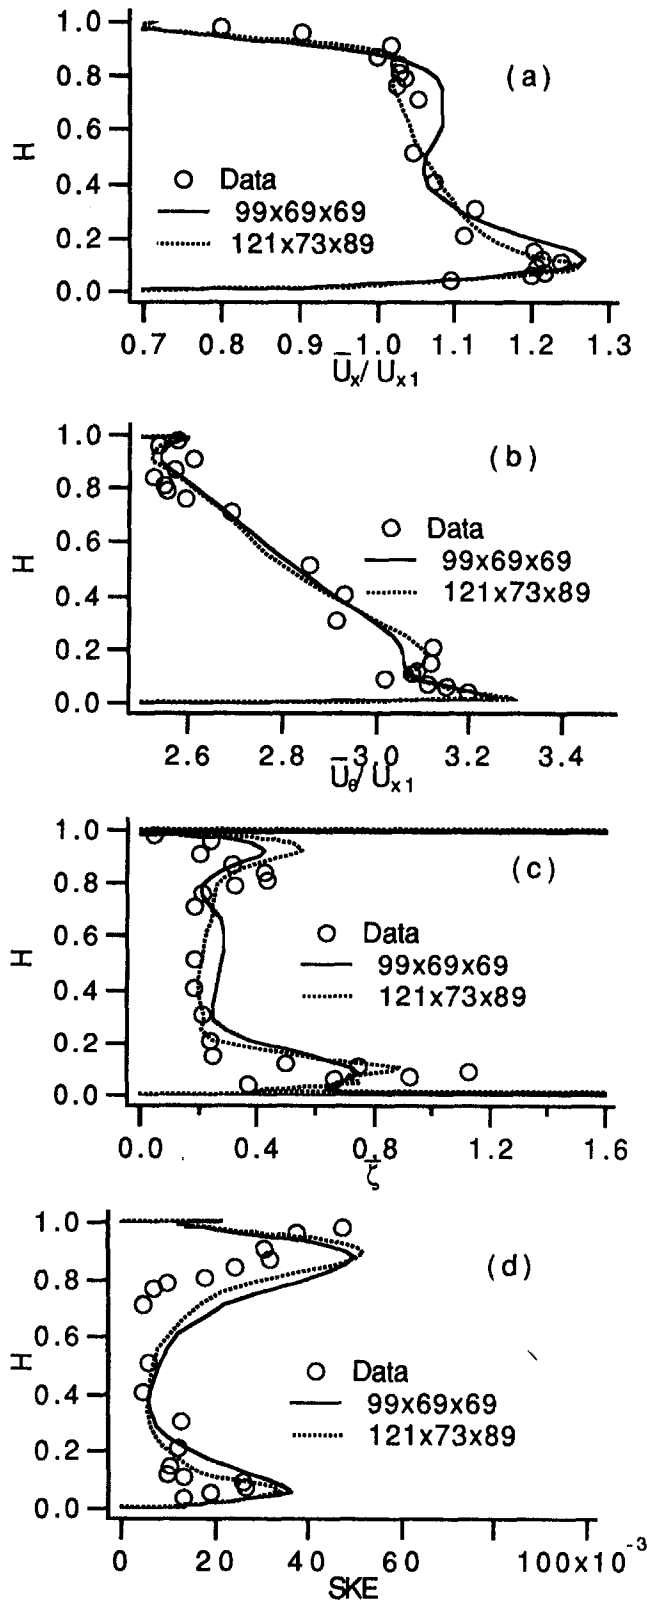 1.0
(a)
0.8
0.6
H
Data
0.4
99x69x69
0.2
121x73x89
0.0
0.7 0.8 0.9 1.0 1.1 1.2 1.3
U̅x/ Ux1
1.0
(b)
0.8
Data
0.6
H
99x69x69
0.4
121x73x89
0.2
0.0
2.6 2.8 3.0 3.2 3.4
U̅θ/ Ux1
1.0
(c)
0.8
Data
0.6
H
99x69x69
0.4
121x73x89
0.2
0.0
0.0 0.4 0.8 1.2 1.6
ζ̅
1.0
(d)
0.8
0.6
H
Data
0.4
99x69x69
121x73x89
0.2
0.0
0 20 40 60 100x10⁻³
SKE